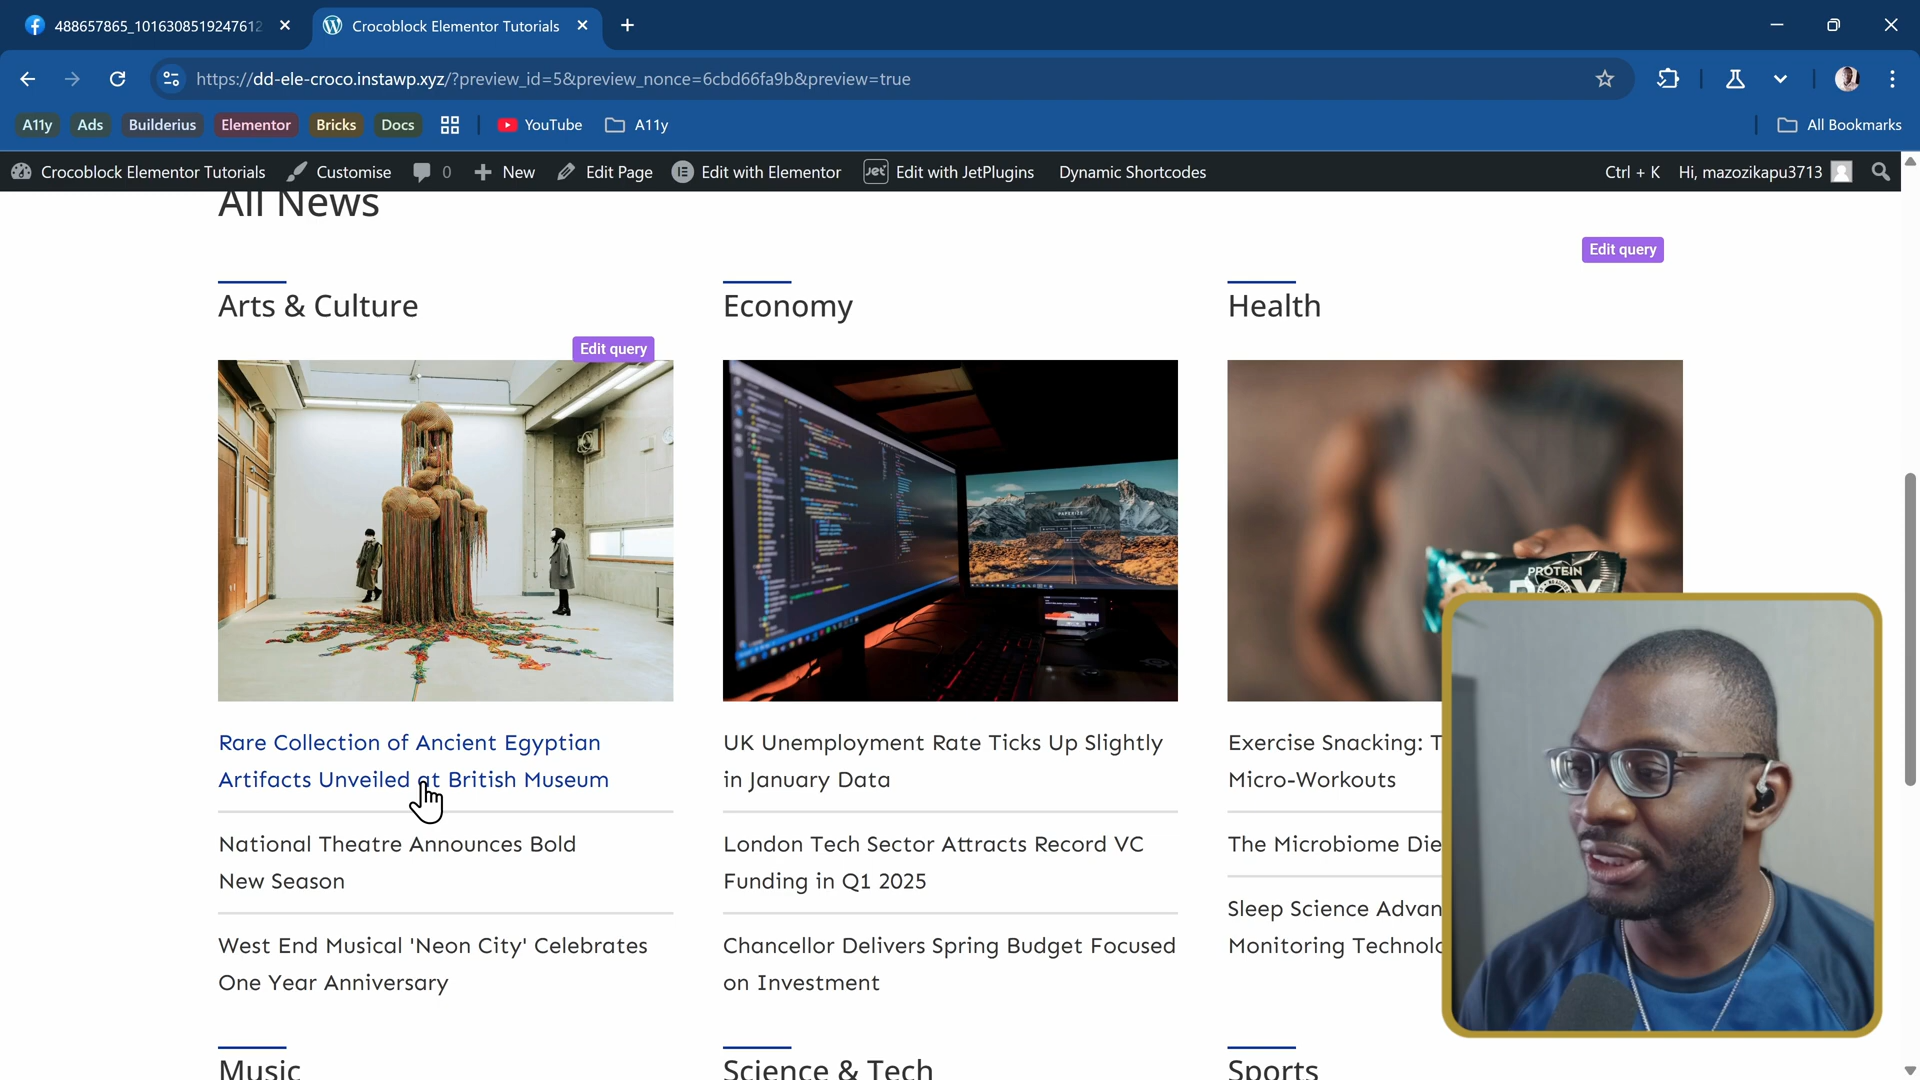 488657865_1016308519247612
Crocoblock Elementor Tutorials
https://dd-ele-croco.instawp.xyz/?preview_id=5&preview_nonce=6cbd66fa9b&preview=true
A11y Ads Builderius Elementor Bricks Docs YouTube A11y All Bookmarks
Crocoblock Elementor Tutorials Customise 0 New Edit Page Edit with Elementor Jet Edit with JetPlugins Dynamic Shortcodes Ctrl + K Hi, mazozikapu3713
All News
Edit query
Arts & Culture
Edit query
Rare Collection of Ancient Egyptian
Artifacts Unveiled at British Museum
National Theatre Announces Bold
New Season
West End Musical 'Neon City' Celebrates
One Year Anniversary
Economy
UK Unemployment Rate Ticks Up Slightly
in January Data
London Tech Sector Attracts Record VC
Funding in Q1 2025
Chancellor Delivers Spring Budget Focused
on Investment
Health
PROTEIN
Exercise Snacking: T
Micro-Workouts
The Microbiome Die
Sleep Science Advan
Monitoring Technolo
Music
Science & Tech
Sports